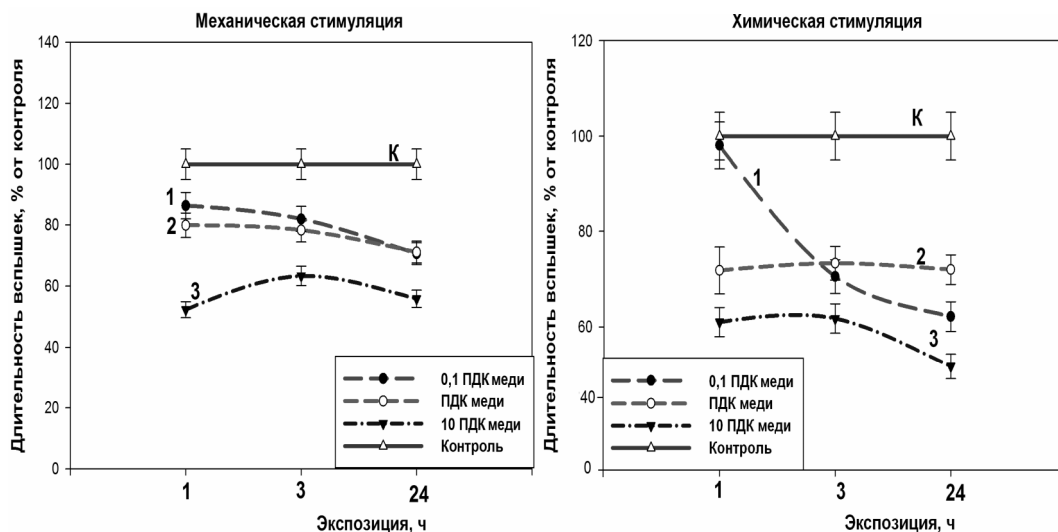 Механическая стимуляция
Длительность вспышек, % от контроля
140
120
100
80
60
40
20
0
К
1
2
3
0,1 ПДК меди
ПДК меди
10 ПДК меди
Контроль
1
3
24
Экспозиция, ч
Химическая стимуляция
Длительность вспышек, % от контроля
120
100
80
60
40
0
К
1
2
3
0,1 ПДК меди
ПДК меди
10 ПДК меди
Контроль
1
3
24
Экспозиция, ч